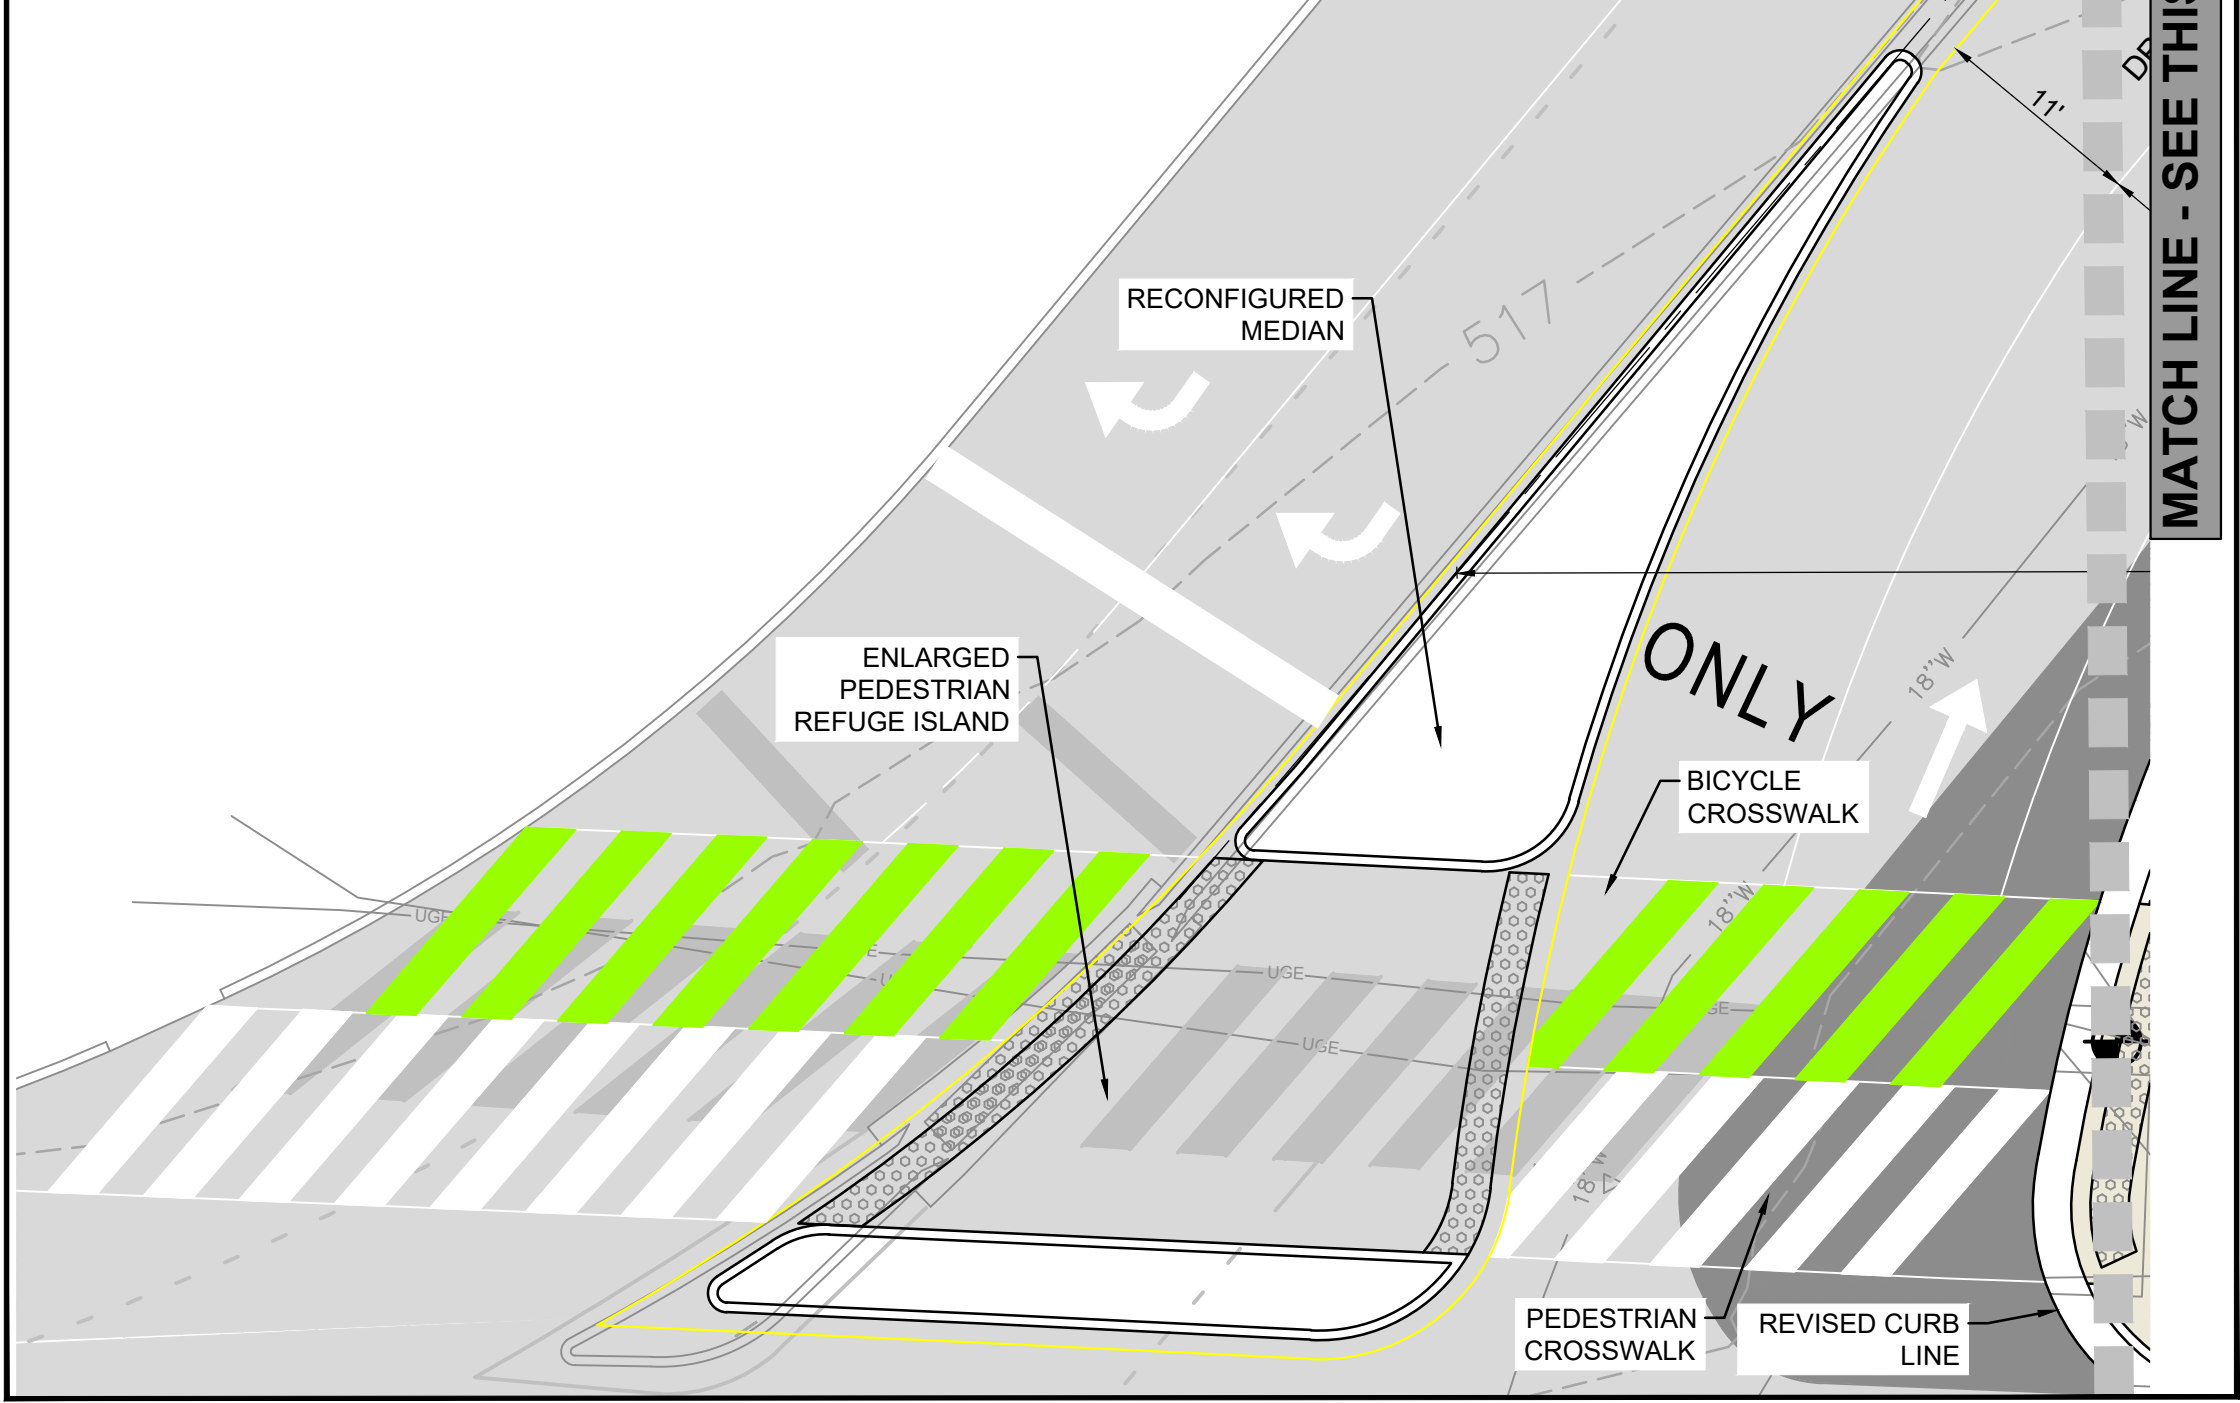 MATCH LINE - SEE THIS
11'
RECONFIGURED
MEDIAN
517
ONLY
ENLARGED
PEDESTRIAN
REFUGE ISLAND
18"W
BICYCLE
CROSSWALK
18"W
UGE
UGE
UGE
18"W
PEDESTRIAN
CROSSWALK
REVISED CURB
LINE